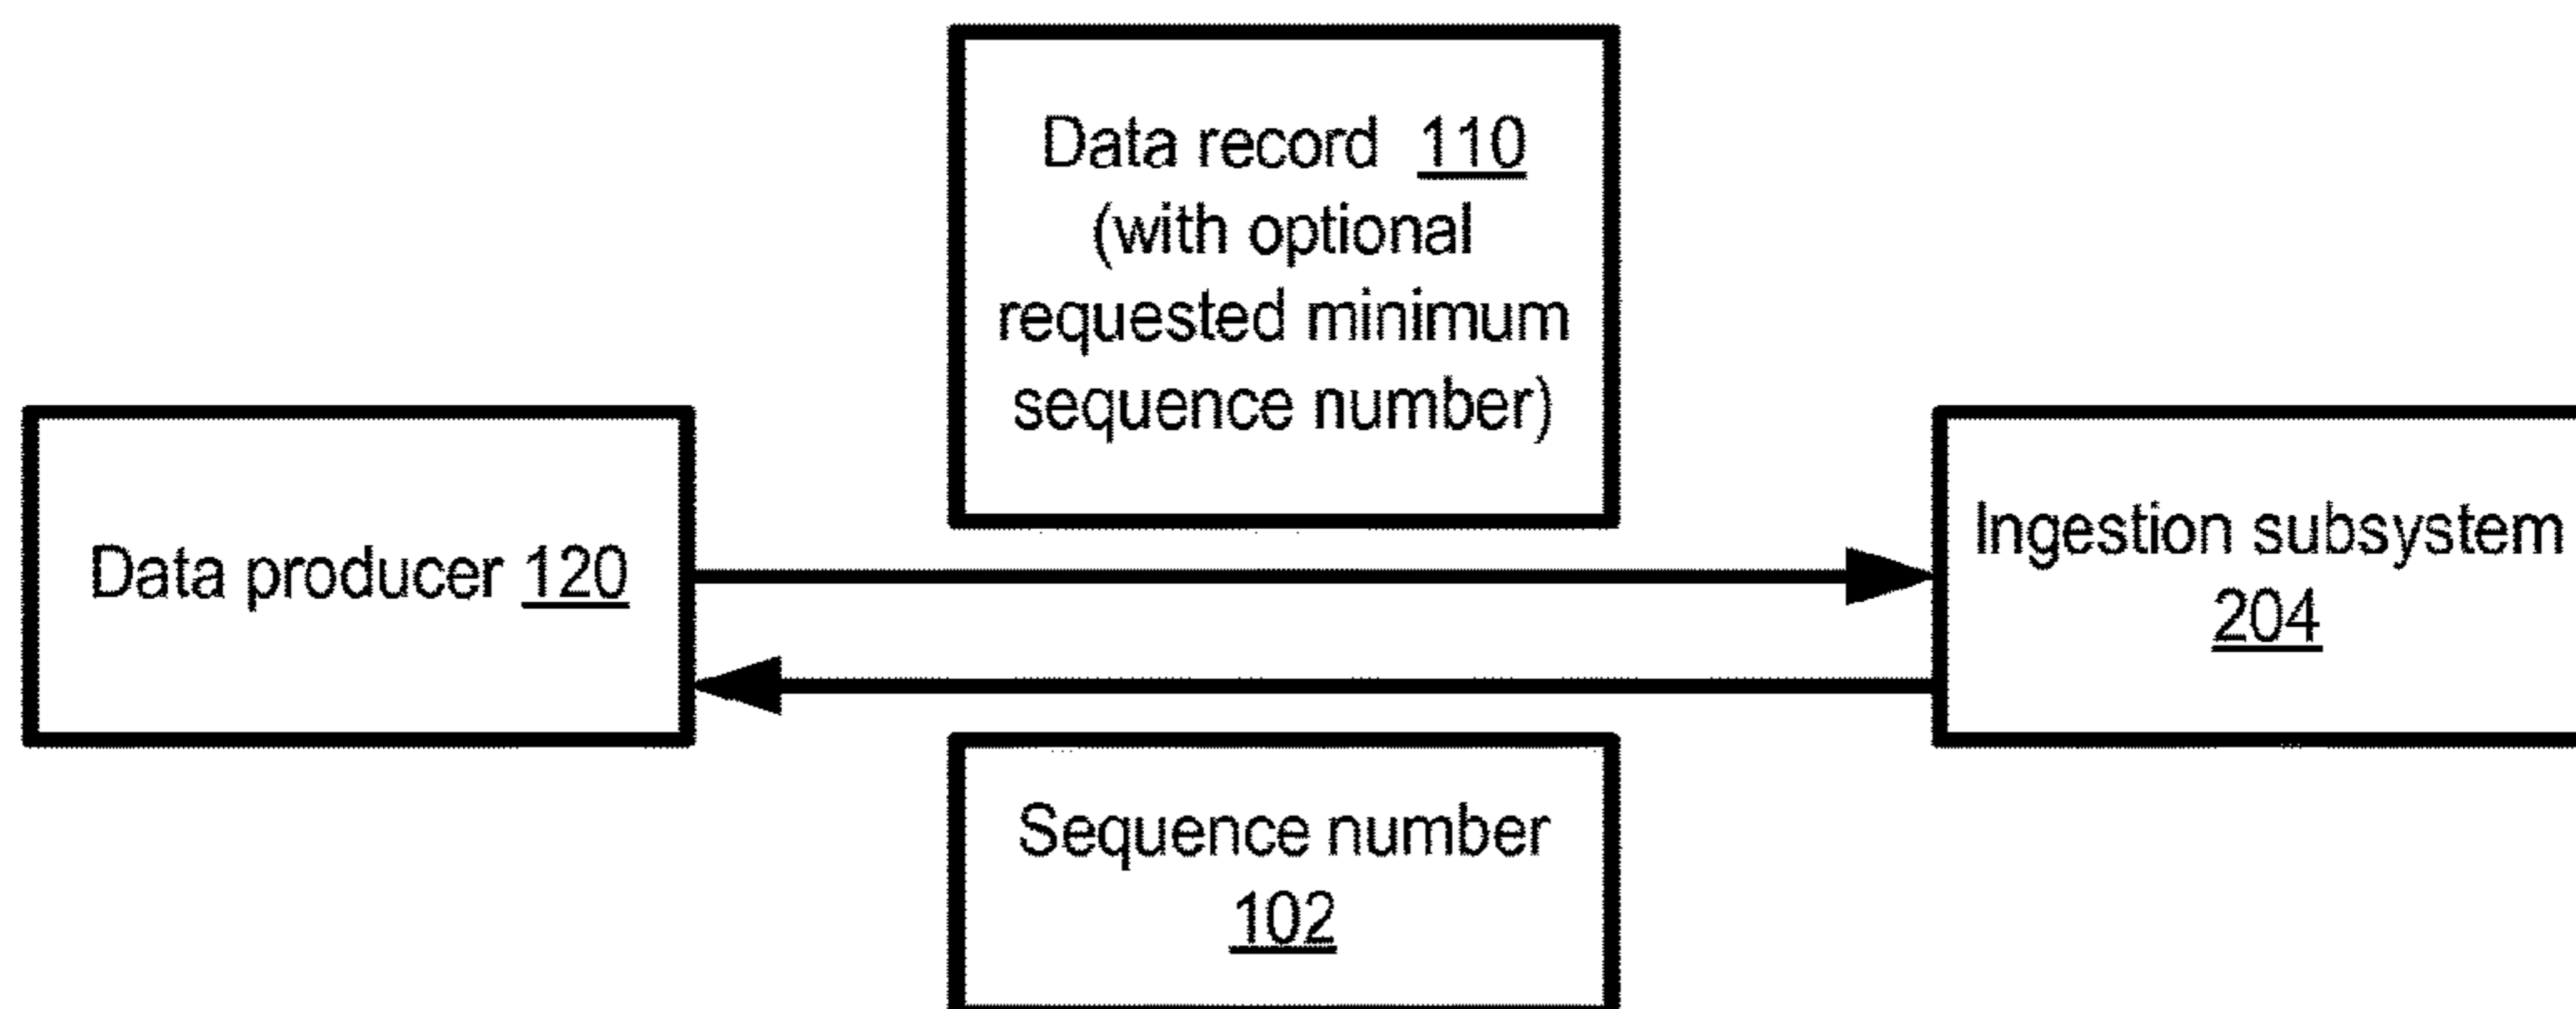 Data record 110
(with optional
requested minimum
sequence number)
Data producer 120
Ingestion subsystem
204
Sequence number
102